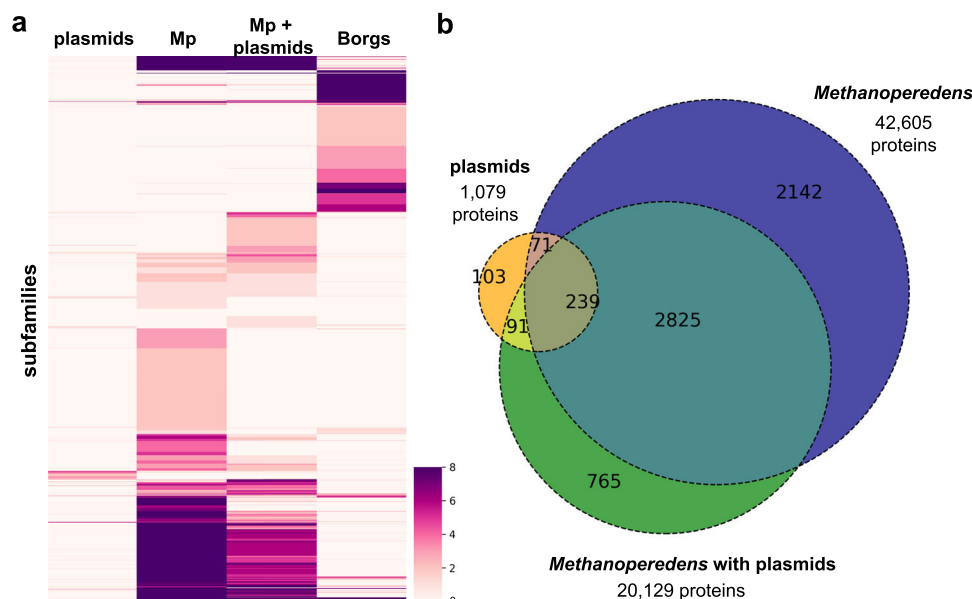 a
plasmids
Mp
Mp +
plasmids
Borgs
subfamilies
8
6
4
2
0
b
Methanoperedens
42,605
proteins
plasmids
1,079
proteins
2142
71
103
239
91
2825
765
Methanoperedens with plasmids
20,129 proteins